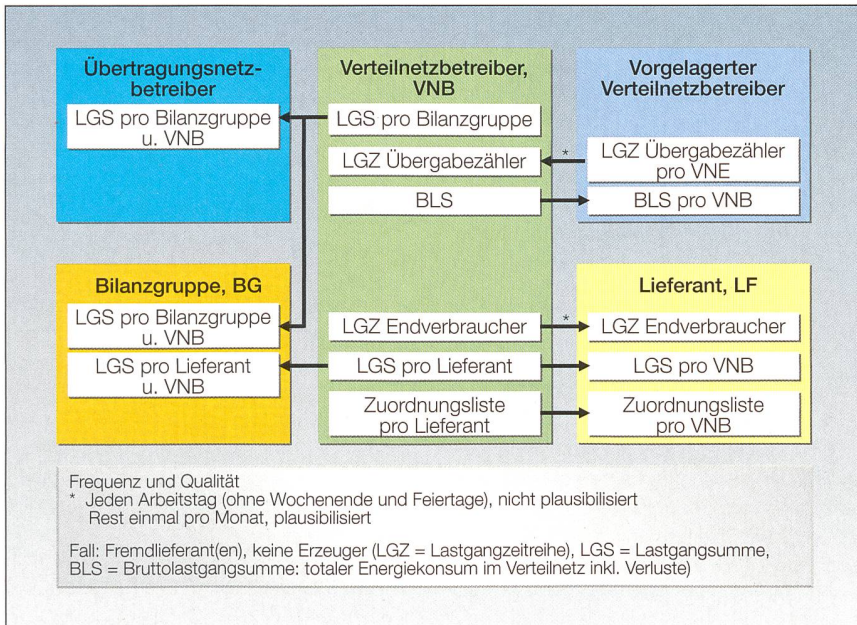 Übertragungsnetz-
betreiber
LGS pro Bilanzgruppe
u. VNB
Verteilnetzbetreiber,
VNB
LGS pro Bilanzgruppe
LGZ Übergabezähler
BLS
Vorgelagerter
Verteilnetzbetreiber
*
LGZ Übergabezähler
pro VNE
BLS pro VNB
Bilanzgruppe, BG
LGS pro Bilanzgruppe
u. VNB
LGS pro Lieferant
u. VNB
LGZ Endverbraucher
LGS pro Lieferant
Zuordnungsliste
pro Lieferant
*
Lieferant, LF
LGZ Endverbraucher
LGS pro VNB
Zuordnungsliste
pro VNB
Frequenz und Qualität
* Jeden Arbeitstag (ohne Wochenende und Feiertage), nicht plausibilisiert
Rest einmal pro Monat, plausibilisiert
Fall: Fremdlieferant(en), keine Erzeuger (LGZ = Lastgangzeitreihe), LGS = Lastgangsumme,
BLS = Bruttolastgangsumme: totaler Energiekonsum im Verteilnetz inkl. Verluste)